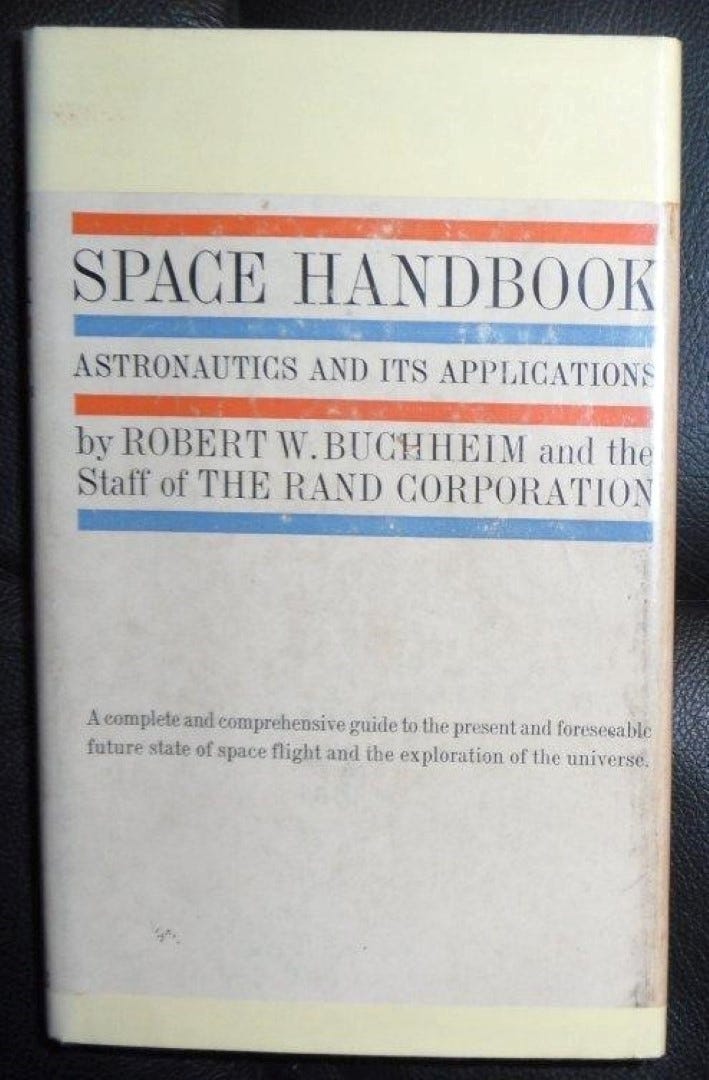 SPACE HANDBOOK
ASTRONAUTICS AND ITS APPLICATIONS
by ROBERT W. BUCHHEIM and the
Staff of THE RAND CORPORATION
A complete and comprehensive guide to the present and foreseeable
future state of space flight and the exploration of the universe.